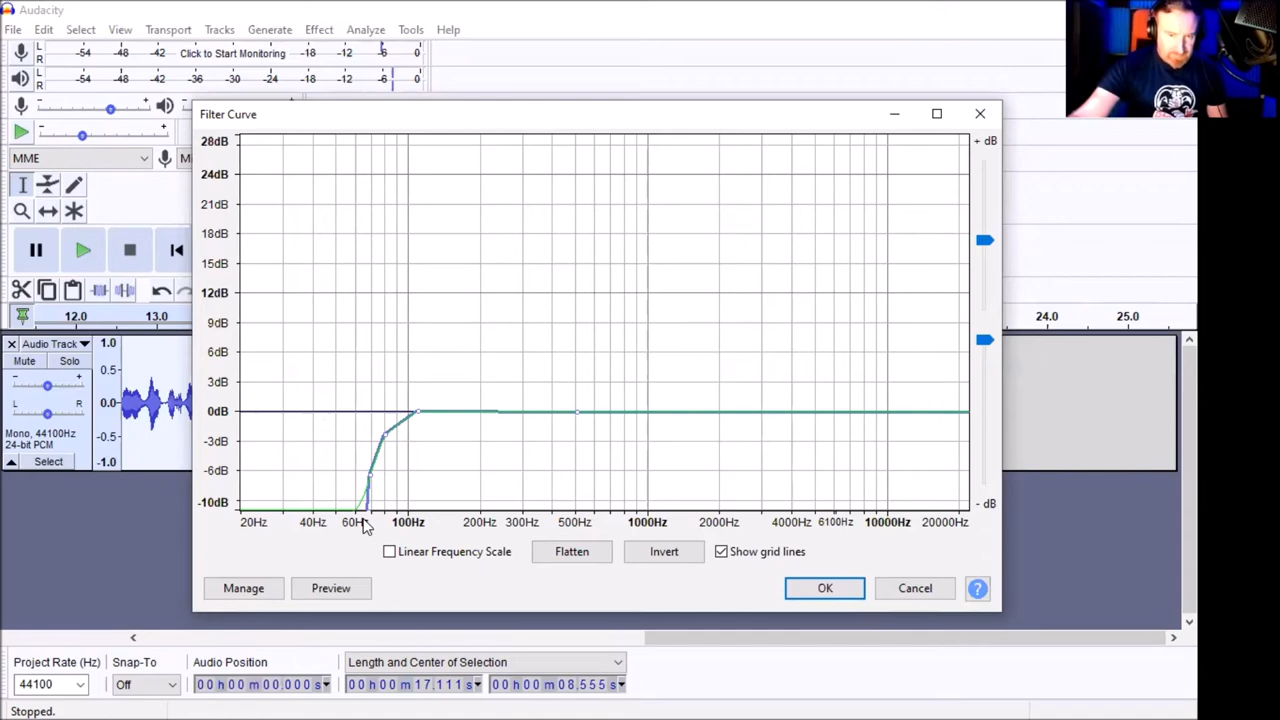 Audacity
File Edit Select View Transport Tracks Generate Effect Analyze Tools Help
L R -54 -48 -42 Click to Start Monitoring -18 -12 -6 0
L R -54 -48 -42 -36 -30 -24 -18 -12 -6 0
- +
- +
MME
Filter Curve
28dB + dB
24dB
21dB
18dB
15dB
12dB
9dB
6dB
3dB
0dB
-3dB
-6dB
-10dB - dB
20Hz 40Hz 60Hz 100Hz 200Hz 300Hz 500Hz 1000Hz 2000Hz 4000Hz 6100Hz 10000Hz 20000Hz
Linear Frequency Scale Flatten Invert Show grid lines
Manage Preview OK Cancel ?
12.0 13.0 24.0 25.0
Audio Track 1.0
Mute Solo
0.5
- +
0.0
L R
Mono, 44100Hz -0.5
24-bit PCM
Select -1.0
Project Rate (Hz) Snap-To Audio Position Length and Center of Selection
44100 Off 00 h 00 m 00.000 s 00 h 00 m 17.111 s 00 h 00 m 08.555 s
Stopped.